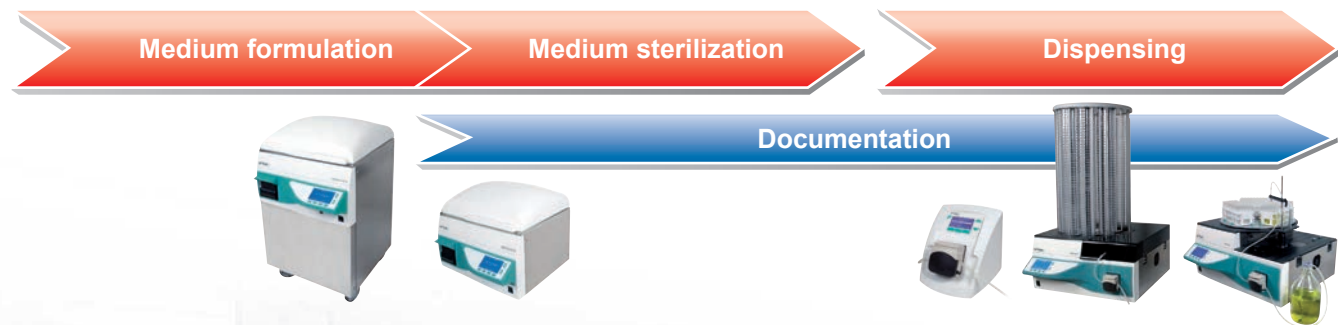 Medium formulation
Medium sterilization
Dispensing
Documentation